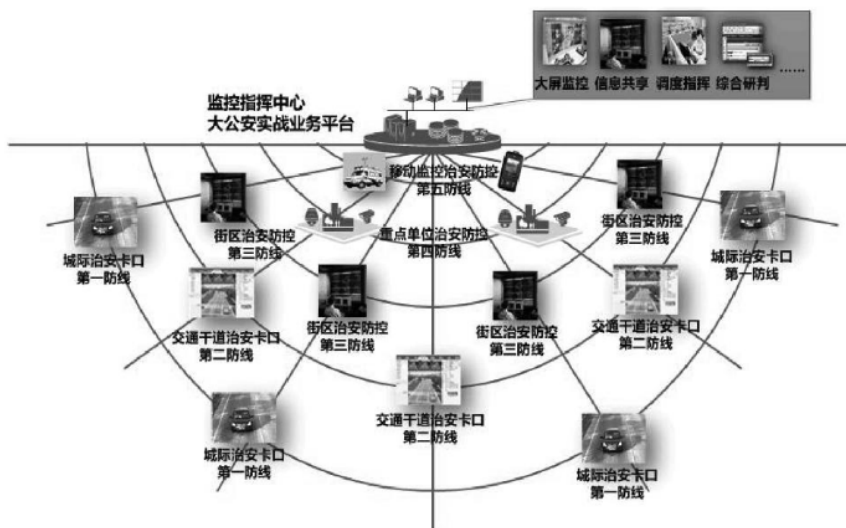 大屏监控 信息共享 调度指挥 综合研判 ……
监控指挥中心
大公安实战业务平台
移动监控治安防控
第五防线
街区治安防控
第三防线
街区治安防控
第三防线
重点单位治安防控
第四防线
城际治安卡口
第一防线
城际治安卡口
第一防线
交通干道治安卡口
第二防线
街区治安防控
第三防线
街区治安防控
第三防线
交通干道治安卡口
第二防线
交通干道治安卡口
第二防线
城际治安卡口
第一防线
城际治安卡口
第一防线